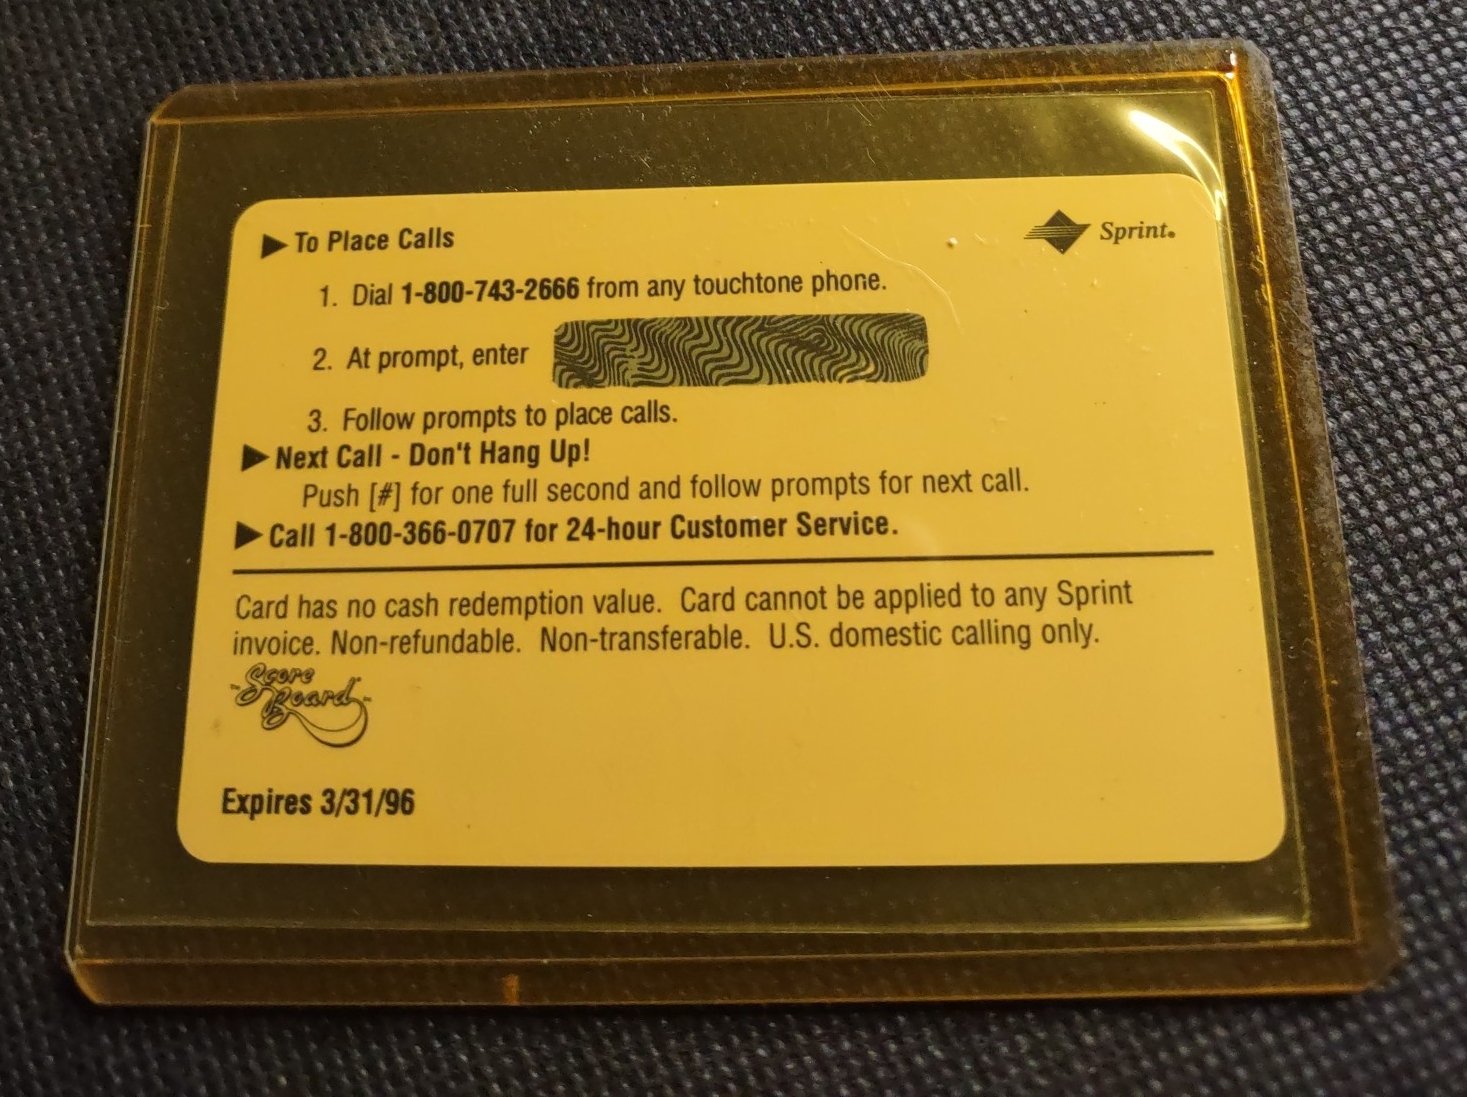 To Place Calls
Sprint.
1. Dial 1-800-743-2666 from any touchtone phone.
2. At prompt, enter
3. Follow prompts to place calls.
Next Call - Don't Hang Up!
Push [#] for one full second and follow prompts for next call.
Call 1-800-366-0707 for 24-hour Customer Service.
Card has no cash redemption value. Card cannot be applied to any Sprint
invoice. Non-refundable. Non-transferable. U.S. domestic calling only.
Score
Board
Expires 3/31/96